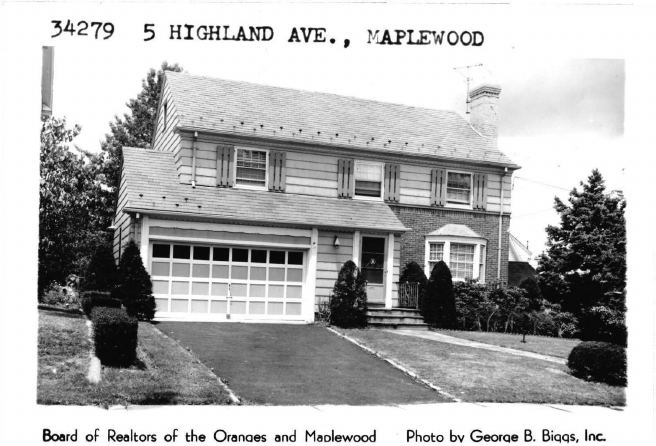 34279 5 HIGHLAND AVE., MAPLEWOOD
Board of Realtors of the Oranges and Maplewood Photo by George B. Biggs, Inc.